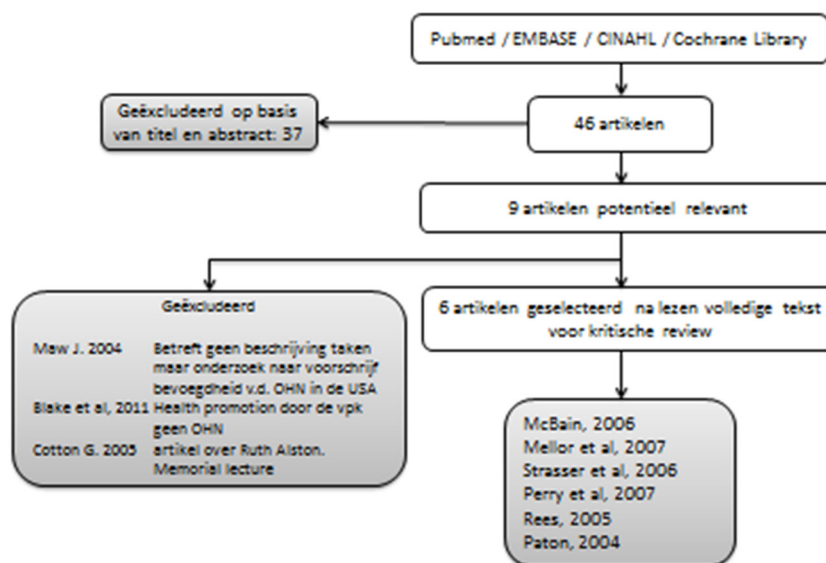 Pubmed / EMBASE / CINAHL / Cochrane Library
Geëxcludeerd op basis
van titel en abstract: 37
46 artikelen
9 artikelen potentieel relevant
Geëxcludeerd
Maw J. 2004 Betreft geen beschrijving taken
maar onderzoek naar voorschrijf
bevoegdheid v.d. OHN in de USA
Blake et al, 2011 Health promotion door de vpk
geen OHN
Cotton G. 2005 artikel over Ruth Alston.
Memorial lecture
6 artikelen geselecteerd na lezen volledige tekst
voor kritische review
McBain, 2006
Mellor et al, 2007
Strasser et al, 2006
Perry et al, 2007
Rees, 2005
Paton, 2004